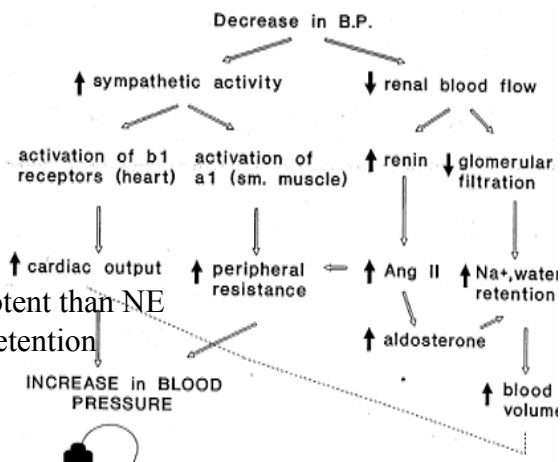 Decrease in B.P.
sympathetic activity
renal blood flow
activation of b1
receptors (heart)
activation of
a1 (sm. muscle)
renin
glomerular
filtration
cardiac output
peripheral
resistance
Ang II
Na+,water
retention
otent than NE
etention
aldosterone
INCREASE in BLOOD
PRESSURE
blood
volume